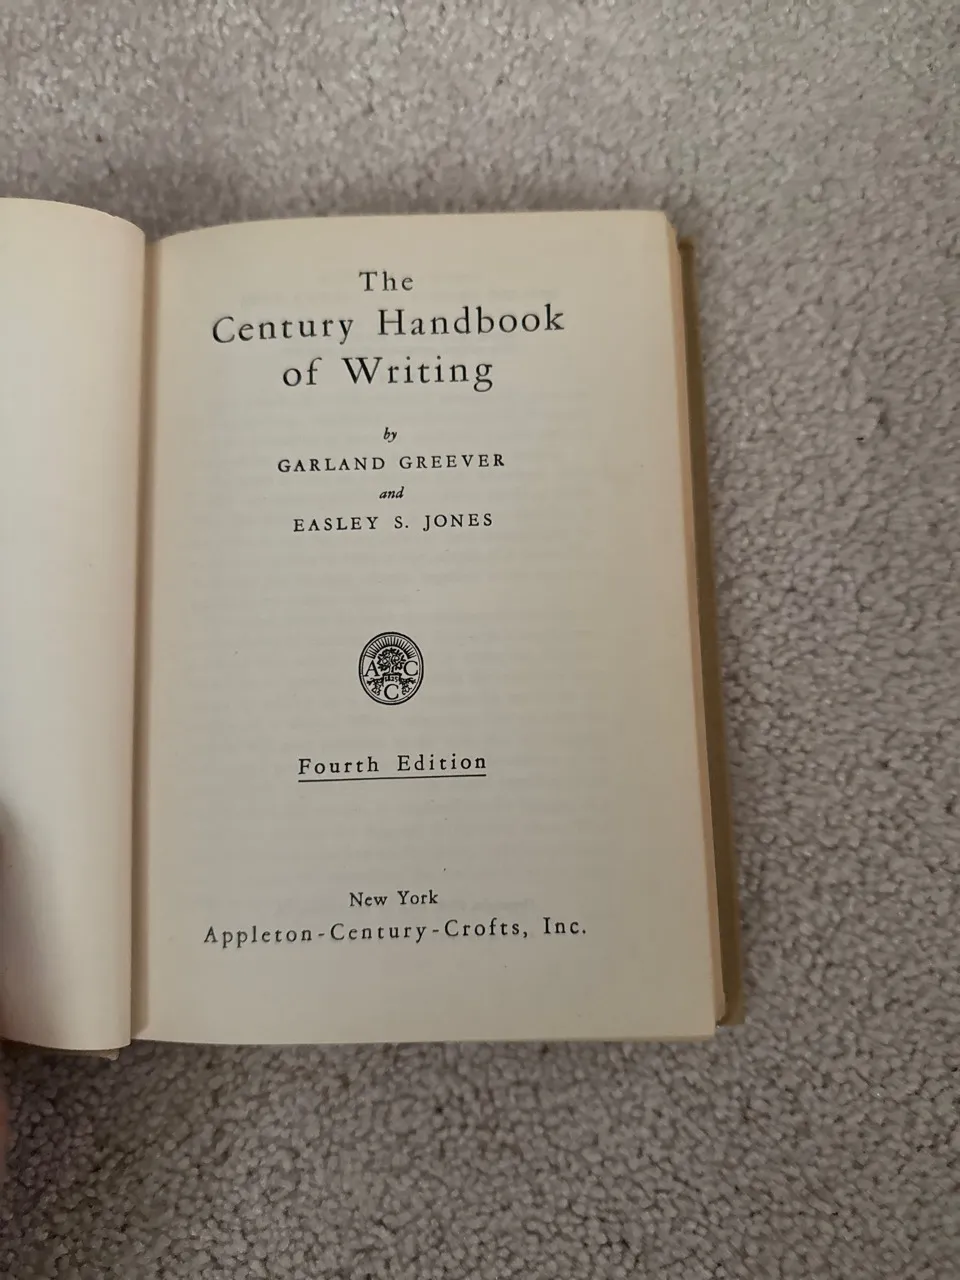 The
Century Handbook
of Writing
by
GARLAND GREEVER
and
EASLEY S. JONES
A C
C
Fourth Edition
New York
Appleton-Century-Crofts, Inc.